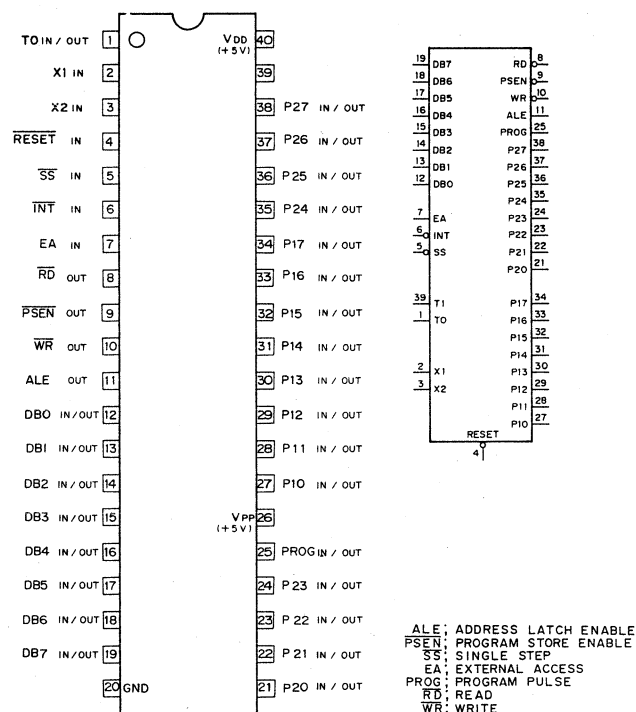 TO IN / OUT 1 VDD 40
(+5V)
X1 IN 2 39
X2 IN 3 38 P27 IN / OUT
RESET IN 4 37 P26 IN / OUT
SS IN 5 36 P25 IN / OUT
INT IN 6 35 P24 IN / OUT
EA IN 7 34 P17 IN / OUT
RD OUT 8 33 P16 IN / OUT
PSEN OUT 9 32 P15 IN / OUT
WR OUT 10 31 P14 IN / OUT
ALE OUT 11 30 P13 IN / OUT
DB0 IN/OUT 12 29 P12 IN / OUT
DB1 IN/OUT 13 28 P11 IN / OUT
DB2 IN/OUT 14 27 P10 IN / OUT
DB3 IN/OUT 15 VPP 26
(+5V)
DB4 IN/OUT 16 25 PROG IN / OUT
DB5 IN/OUT 17 24 P23 IN / OUT
DB6 IN/OUT 18 23 P22 IN / OUT
DB7 IN/OUT 19 22 P21 IN / OUT
20 GND 21 P20 IN / OUT
19 DB7 RD 8
18 DB6 PSEN 9
17 DB5 WR 10
16 DB4 ALE 11
15 DB3 PROG 25
14 DB2 P27 38
13 DB1 P26 37
12 DB0 P25 36
P24 35
7 EA P23 24
6 INT P22 23
5 SS P21 22
P20 21
39 T1 P17 34
1 T0 P16 33
P15 32
P14 31
2 X1 P13 30
3 X2 P12 29
P11 28
P10 27
RESET
4
ALE; ADDRESS LATCH ENABLE
PSEN; PROGRAM STORE ENABLE
SS; SINGLE STEP
EA; EXTERNAL ACCESS
PROG; PROGRAM PULSE
RD; READ
WR; WRITE